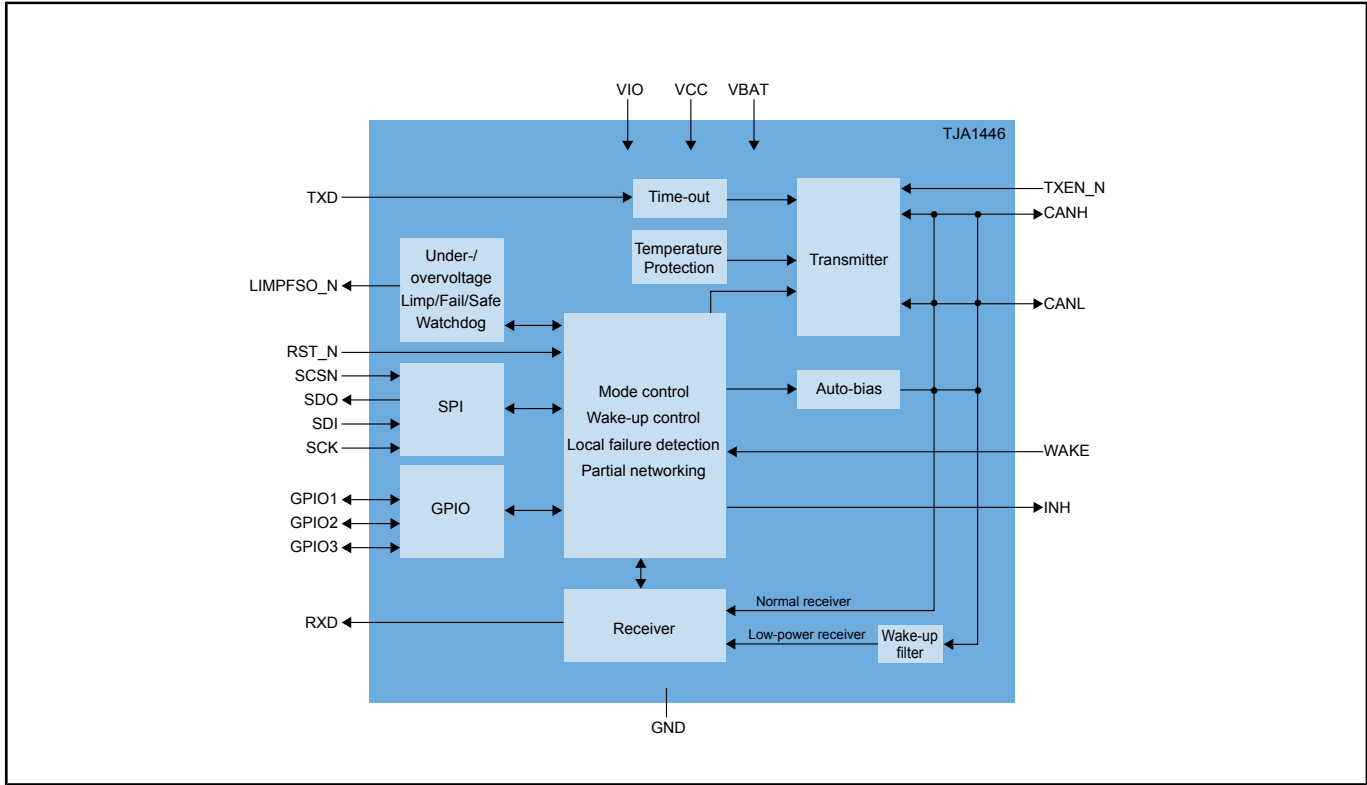 VIO
VCC
VBAT
TJA1446
TXD
Time-out
TXEN_N
CANH
Temperature
Protection
Transmitter
Under-/
overvoltage
Limp/Fail/Safe
Watchdog
LIMPFSO_N
CANL
RST_N
SCSN
SDO
SDI
SCK
SPI
Mode control
Wake-up control
Local failure detection
Partial networking
Auto-bias
WAKE
GPIO1
GPIO2
GPIO3
GPIO
INH
RXD
Receiver
Normal receiver
Low-power receiver
Wake-up
filter
GND